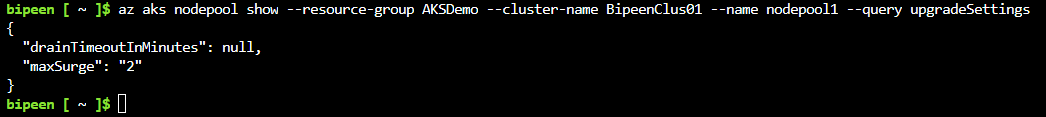 bipeen [ ~ ]$ az aks nodepool show --resource-group AKSDemo --cluster-name BipeenClus01 --name nodepool1 --query upgradeSettings
{
  "drainTimeoutInMinutes": null,
  "maxSurge": "2"
}
bipeen [ ~ ]$